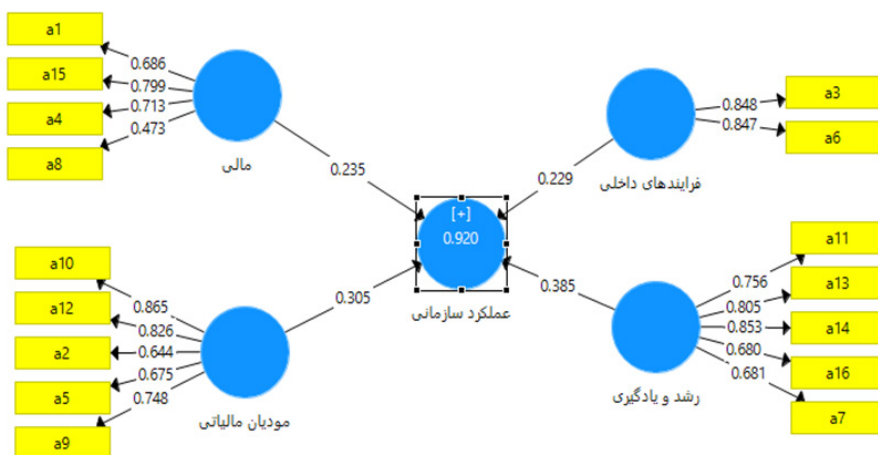 a1
a15
a4
a8
0.686
0.799
0.713
0.473
مالی
0.235
a3
a6
0.848
0.847
فرایندهای داخلی
0.229
[+]
0.920
عملکرد سازمانی
a10
a12
a2
a5
a9
0.865
0.826
0.644
0.675
0.748
مودیان مالیاتی
0.305
a11
a13
a14
a16
a7
0.756
0.805
0.853
0.680
0.681
رشد و یادگیری
0.385